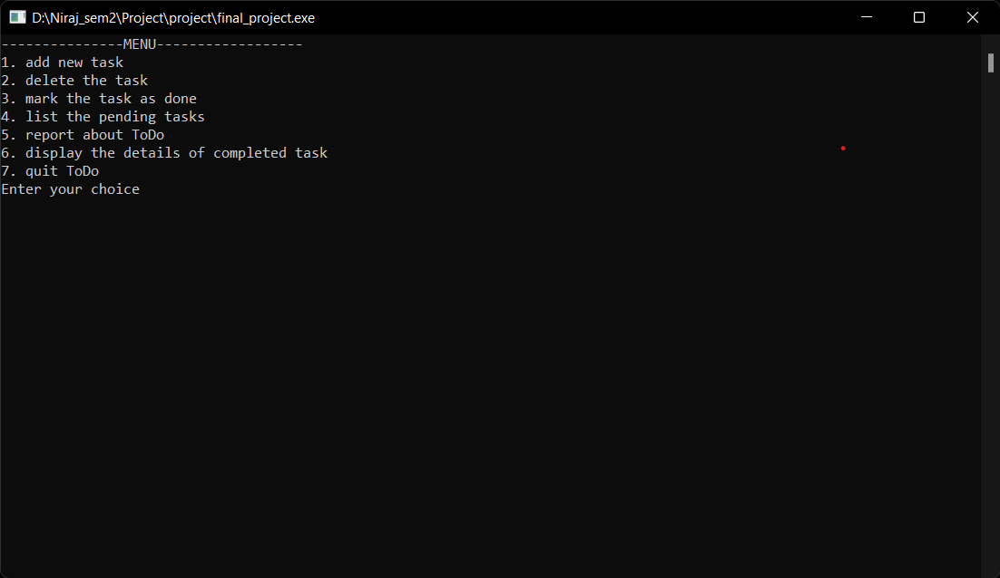 D:\Niraj_sem2\Project\project\final_project.exe
---------------MENU------------------
1. add new task
2. delete the task
3. mark the task as done
4. list the pending tasks
5. report about ToDo
6. display the details of completed task
7. quit ToDo
Enter your choice